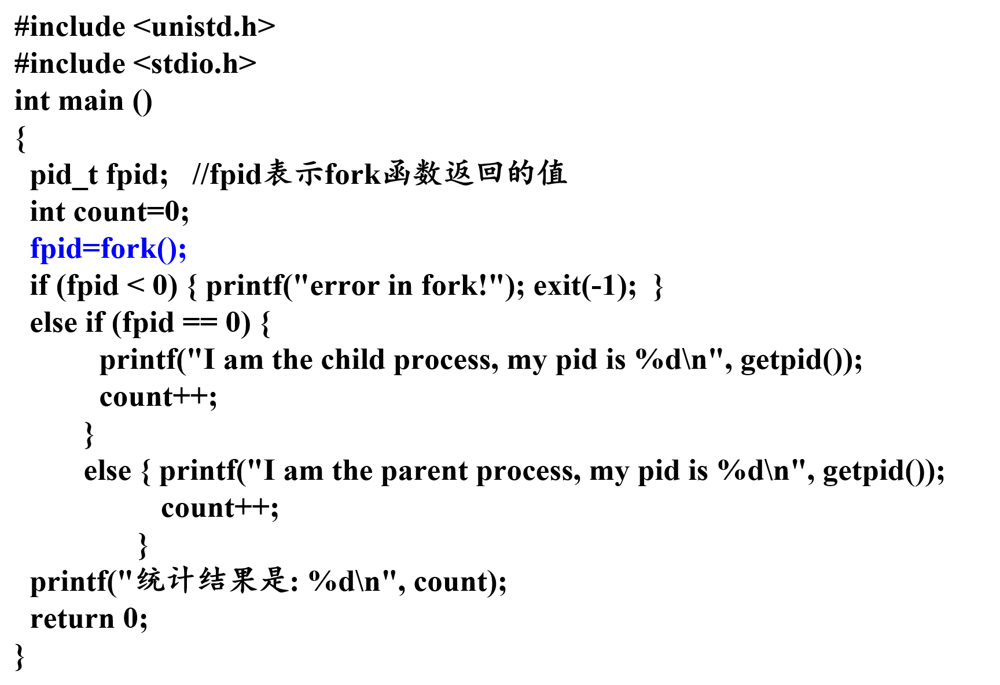 #include <unistd.h>
#include <stdio.h>
int main ()
{
pid_t fpid; //fpid表示fork函数返回的值
int count=0;
fpid=fork();
if (fpid < 0) { printf("error in fork!"); exit(-1); }
else if (fpid == 0) {
printf("I am the child process, my pid is %d\n", getpid());
count++;
}
else { printf("I am the parent process, my pid is %d\n", getpid());
count++;
}
printf("统计结果是: %d\n", count);
return 0;
}